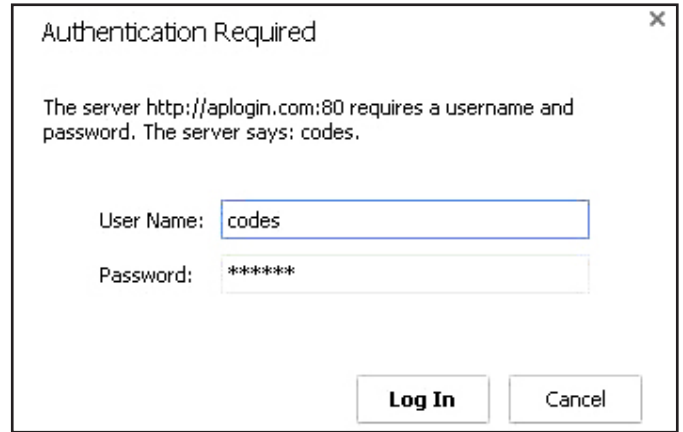 Authentication Required
The server http://aplogin.com:80 requires a username and
password. The server says: codes.
User Name: codes
Password: ******
Log In Cancel